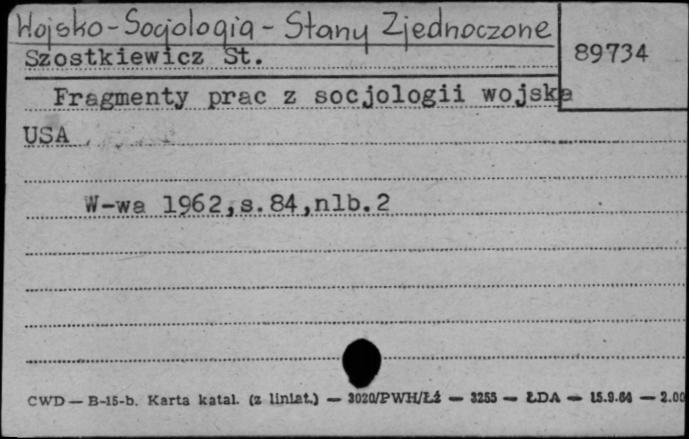 Wojsko - Socjologia - Stany Zjednoczone
Szostkiewicz St.
89734
Fragmenty prac z socjologii wojska
USA
W-wa 1962,s.84,nlb.2
CWD — B-15-b. Karta katal. (z liniat.) — 3020/PWH/Łź — 3255 — ŁDA — 15.9.64 — 2.00